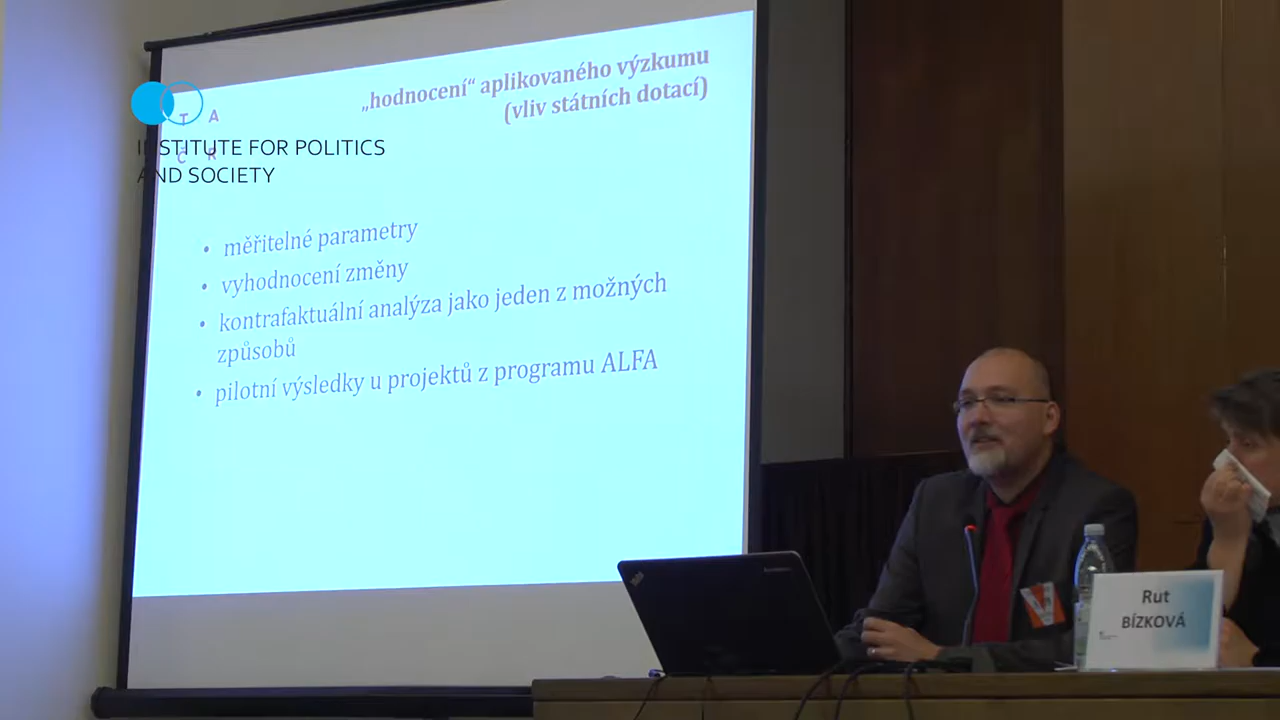 „hodnocení“ aplikovaného výzkumu
(vliv státních dotací)
T A
Č R
INSTITUTE FOR POLITICS
AND SOCIETY
• měřitelné parametry
• vyhodnocení změny
• kontrafaktuální analýza jako jeden z možných
způsobů
• pilotní výsledky u projektů z programu ALFA
Rut
BÍZKOVÁ